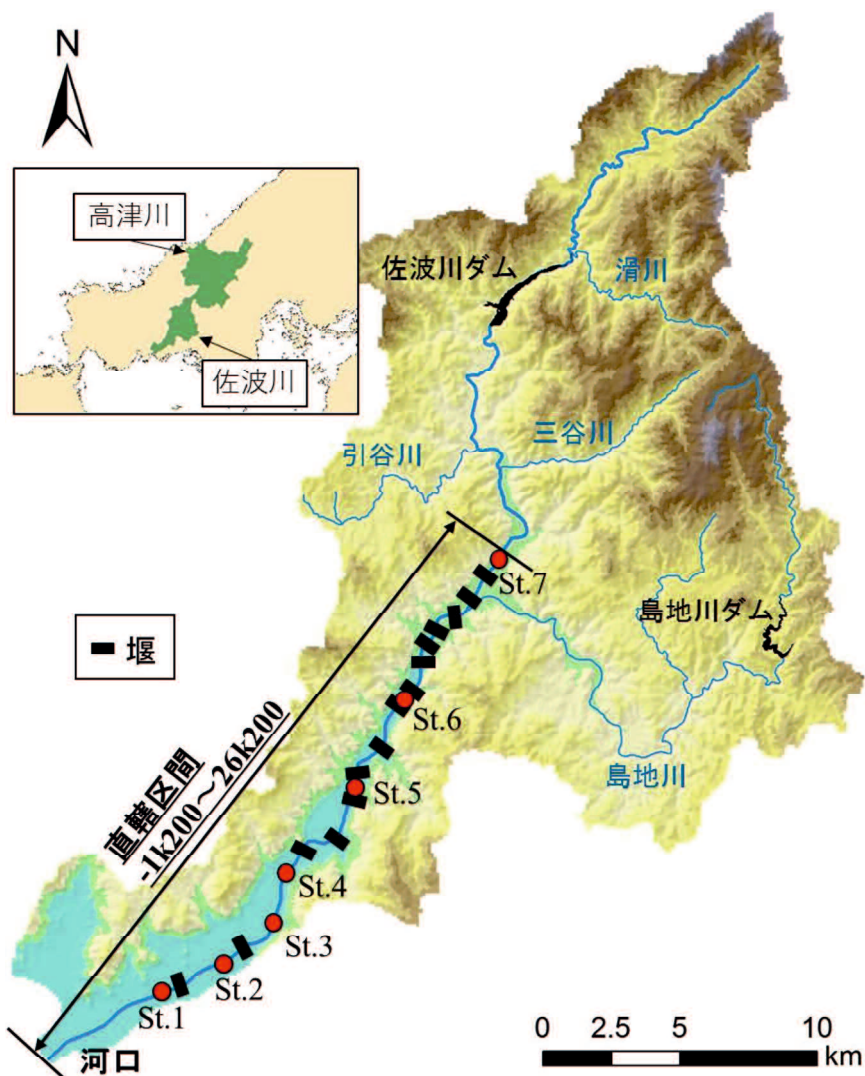 N
高津川
佐波川
佐波川ダム
滑川
三谷川
引谷川
St.7
島地川ダム
堰
St.6
島地川
直轄区間
-1k200～26k200
St.5
St.4
St.3
St.2
St.1
河口
0 2.5 5 10
km